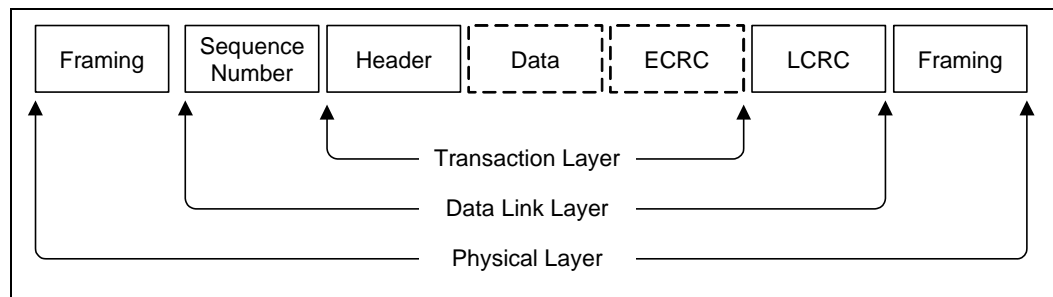 Framing
Sequence
Number
Header
Data
ECRC
LCRC
Framing
Transaction Layer
Data Link Layer
Physical Layer